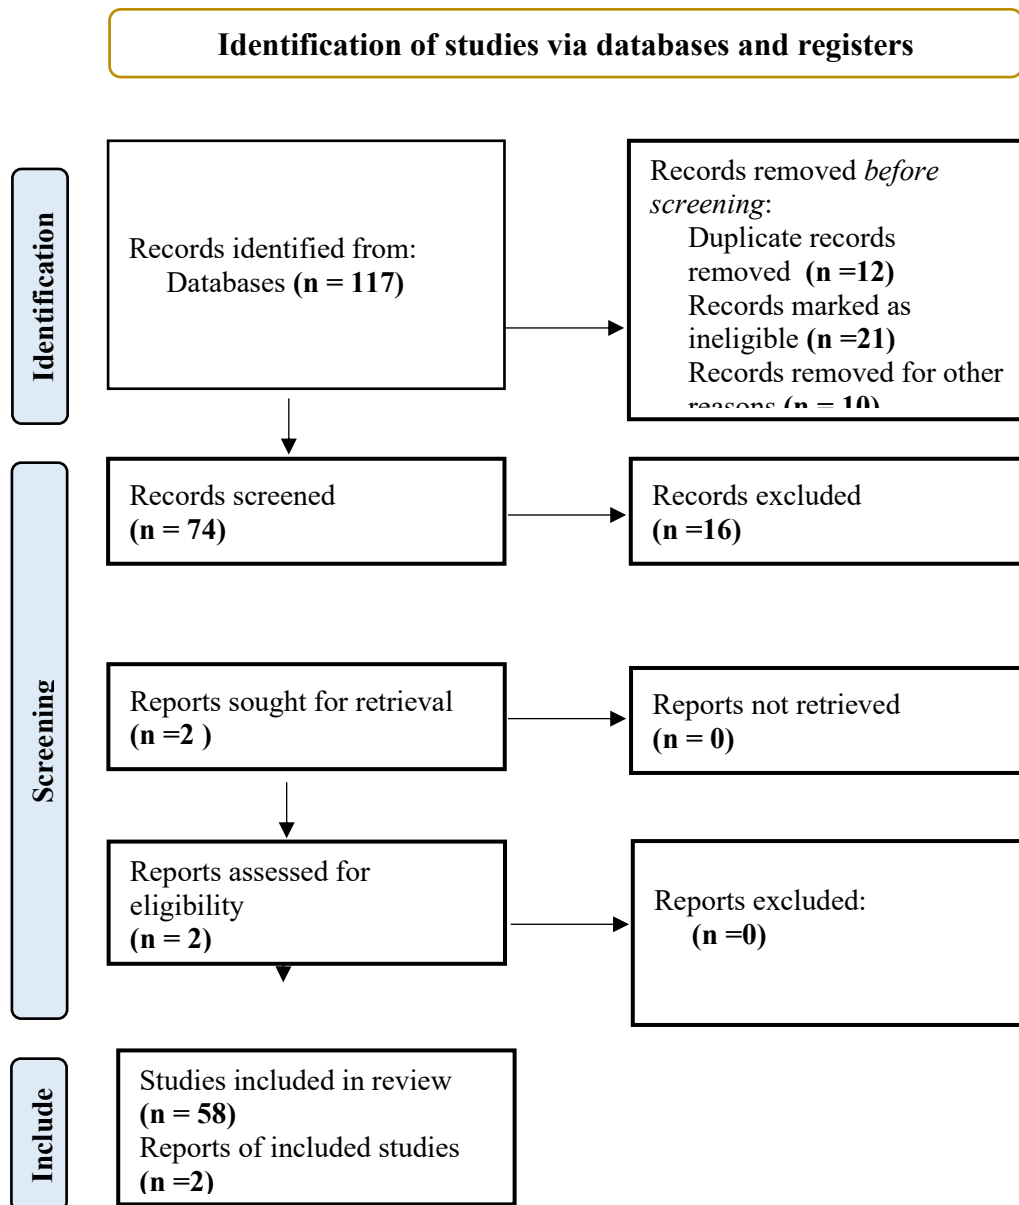 Identification of studies via databases and registers
Identification
Records identified from:
Databases (n = 117)
Records removed before
screening:
Duplicate records
removed (n =12)
Records marked as
ineligible (n =21)
Records removed for other
reasons (n = 10)
Screening
Records screened
(n = 74)
Records excluded
(n =16)
Reports sought for retrieval
(n =2 )
Reports not retrieved
(n = 0)
Reports assessed for
eligibility
(n = 2)
Reports excluded:
(n =0)
Include
Studies included in review
(n = 58)
Reports of included studies
(n =2)